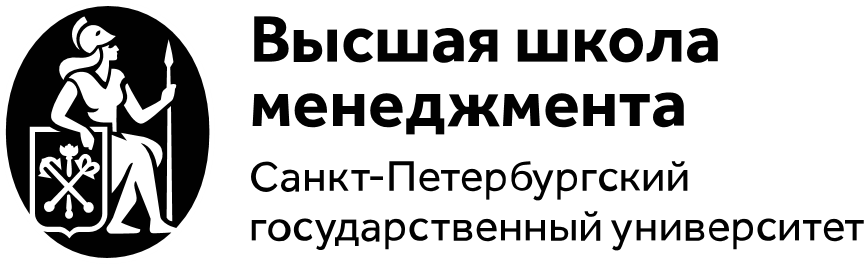 Высшая школа
менеджмента
Санкт-Петербургский
государственный университет